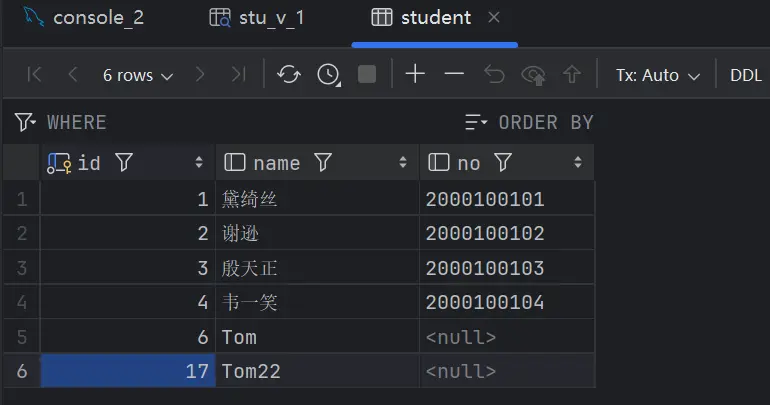 console_2 stu_v_1 student
6 rows Tx: Auto DDL
WHERE ORDER BY
id name no
1 1 黛绮丝 2000100101
2 2 谢逊 2000100102
3 3 殷天正 2000100103
4 4 韦一笑 2000100104
5 6 Tom <null>
6 17 Tom22 <null>